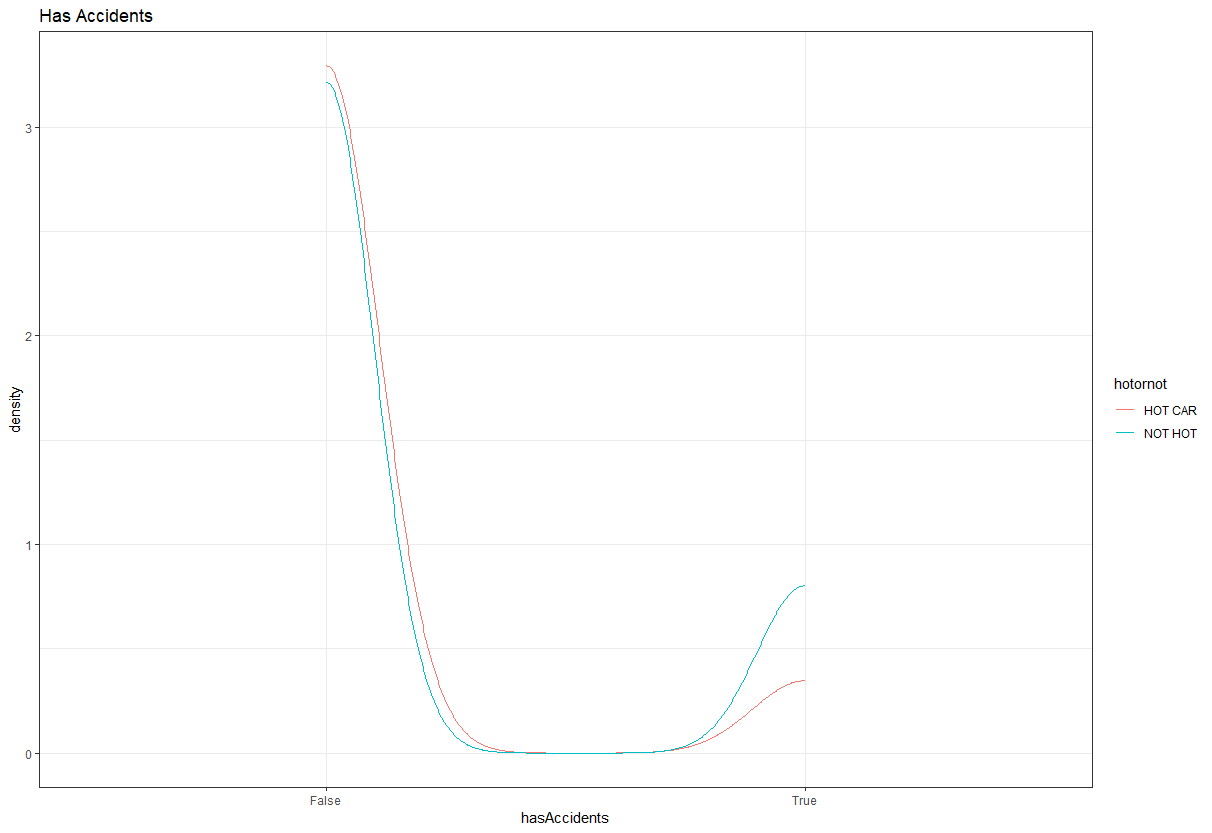 Has Accidents
3
2
1
0
density
False
True
hasAccidents
hotornot
HOT CAR
NOT HOT